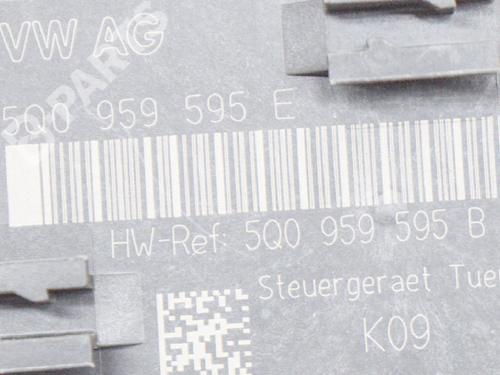 VW AG
5Q0 959 595 E
HW-Ref: 5Q0 959 595 B
Steuergeraet Tue
K09